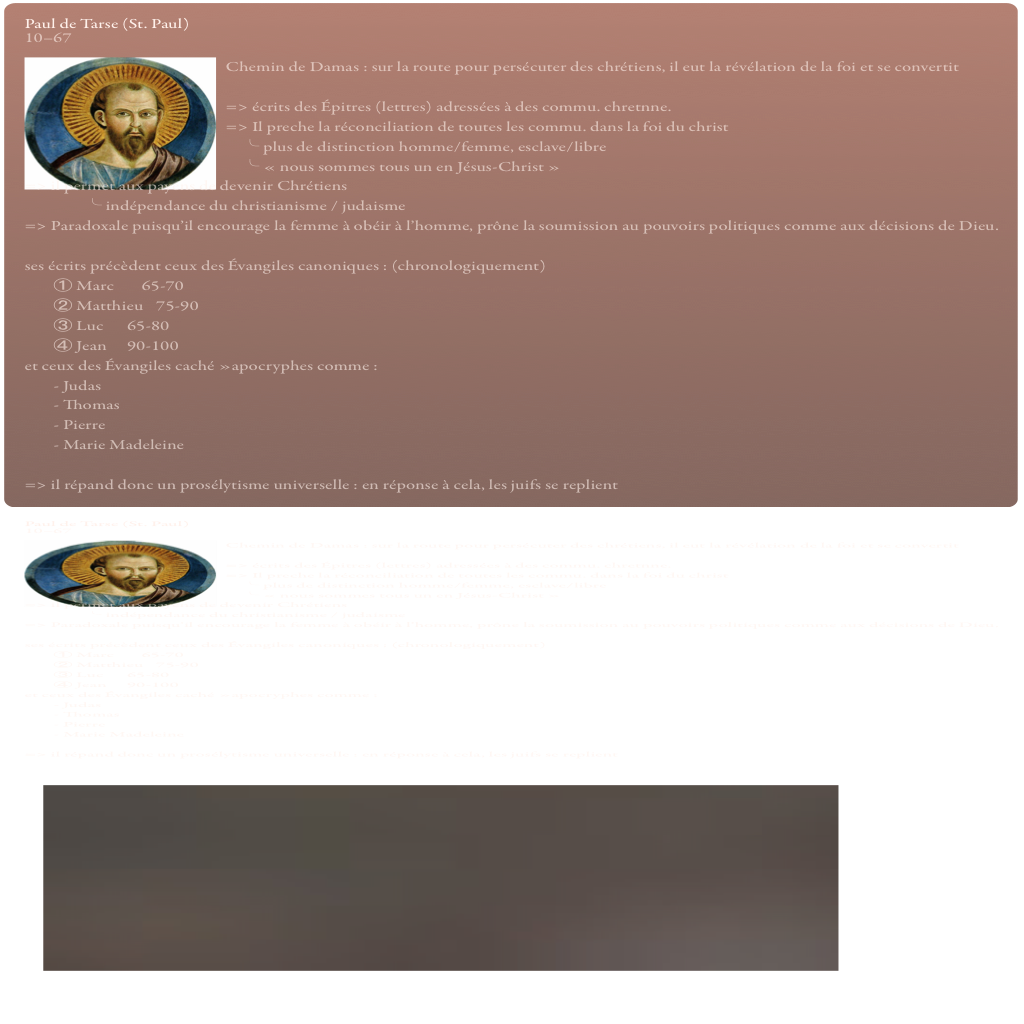 Paul de Tarse (St. Paul)
10–67
Chemin de Damas : sur la route pour persécuter des chrétiens, il eut la révélation de la foi et se convertit
=> écrits des Épitres (lettres) adressées à des commu. chretnne.
=> Il preche la réconciliation de toutes les commu. dans la foi du christ
╰ plus de distinction homme/femme, esclave/libre
╰ « nous sommes tous un en Jésus-Christ »
permet aux devenir Chrétiens
╰ indépendance du christianisme / judaisme
=> Paradoxale puisqu'il encourage la femme à obéir à l'homme, prône la soumission au pouvoirs politiques comme aux décisions de Dieu.
ses écrits précèdent ceux des Évangiles canoniques : (chronologiquement)
① Marc 65-70
② Matthieu 75-90
③ Luc 65-80
④ Jean 90-100
et ceux des Évangiles caché »apocryphes comme :
- Judas
- Thomas
- Pierre
- Marie Madeleine
=> il répand donc un prosélytisme universelle : en réponse à cela, les juifs se replient